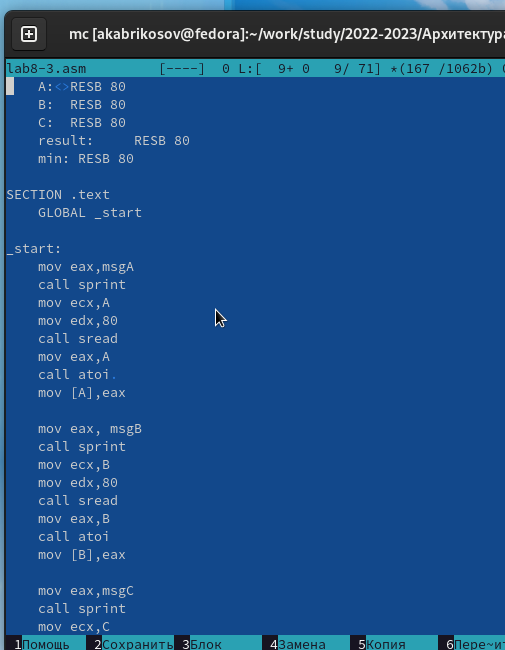 mc [akabrikosov@fedora]:~/work/study/2022-2023/Архитектура
lab8-3.asm [----] 0 L:[ 9+ 0 9/ 71] *(167 /1062b)
A:<>RESB 80
B: RESB 80
C: RESB 80
result: RESB 80
min: RESB 80
SECTION .text
GLOBAL _start
_start:
mov eax,msgA
call sprint
mov ecx,A
mov edx,80
call sread
mov eax,A
call atoi.
mov [A],eax
mov eax, msgB
call sprint
mov ecx,B
mov edx,80
call sread
mov eax,B
call atoi
mov [B],eax
mov eax,msgC
call sprint
mov ecx,C
1Помощь 2Сохранить 3Блок 4Замена 5Копия 6Пере~ит